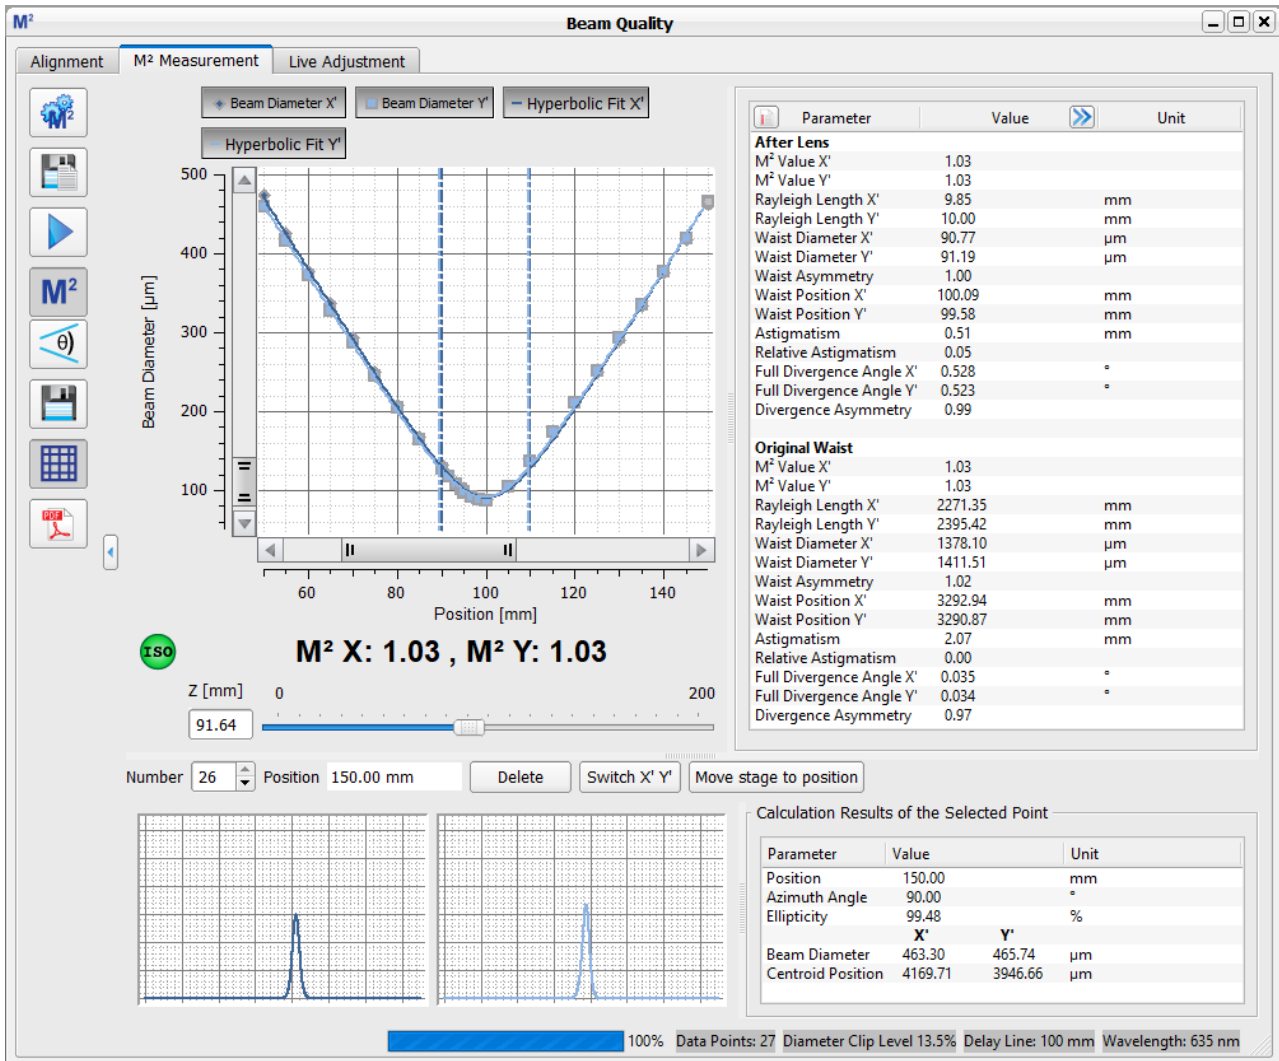 M²
Beam Quality
Alignment
M² Measurement
Live Adjustment
Beam Diameter X'
Beam Diameter Y'
Hyperbolic Fit X'
Hyperbolic Fit Y'
M²
M²
θ)
PDF
Beam Diameter [µm]
500
400
300
200
100
60 80 100 120 140
Position [mm]
ISO
M² X: 1.03 , M² Y: 1.03
Z [mm] 0 200
91.64
Parameter Value Unit
After Lens
M² Value X' 1.03
M² Value Y' 1.03
Rayleigh Length X' 9.85 mm
Rayleigh Length Y' 10.00 mm
Waist Diameter X' 90.77 µm
Waist Diameter Y' 91.19 µm
Waist Asymmetry 1.00
Waist Position X' 100.09 mm
Waist Position Y' 99.58 mm
Astigmatism 0.51 mm
Relative Astigmatism 0.05
Full Divergence Angle X' 0.528 °
Full Divergence Angle Y' 0.523 °
Divergence Asymmetry 0.99
Original Waist
M² Value X' 1.03
M² Value Y' 1.03
Rayleigh Length X' 2271.35 mm
Rayleigh Length Y' 2395.42 mm
Waist Diameter X' 1378.10 µm
Waist Diameter Y' 1411.51 µm
Waist Asymmetry 1.02
Waist Position X' 3292.94 mm
Waist Position Y' 3290.87 mm
Astigmatism 2.07 mm
Relative Astigmatism 0.00
Full Divergence Angle X' 0.035 °
Full Divergence Angle Y' 0.034 °
Divergence Asymmetry 0.97
Number 26 Position 150.00 mm Delete Switch X' Y' Move stage to position
Calculation Results of the Selected Point
Parameter Value Unit
Position 150.00 mm
Azimuth Angle 90.00 °
Ellipticity 99.48 %
X' Y'
Beam Diameter 463.30 465.74 µm
Centroid Position 4169.71 3946.66 µm
100% Data Points: 27 Diameter Clip Level 13.5% Delay Line: 100 mm Wavelength: 635 nm